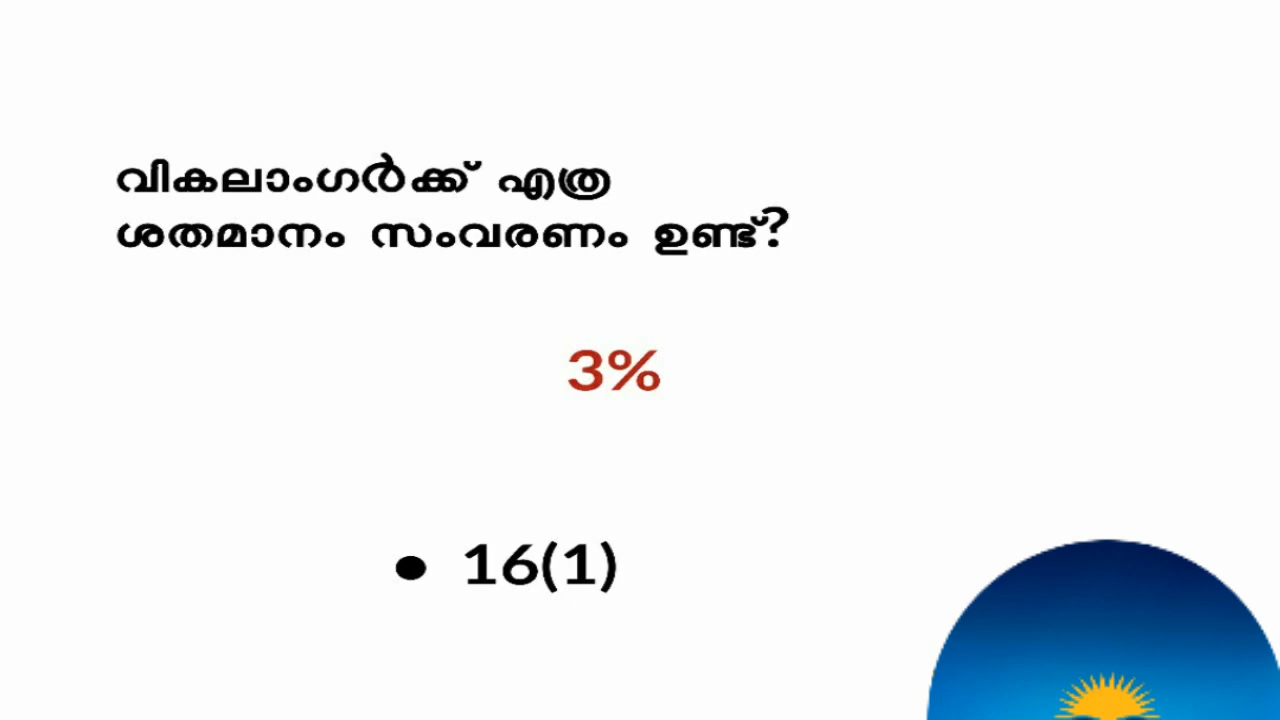 വികലാംഗർക്ക് എത്ര
ശതമാനം സംവരണം ഉണ്ട്?
3%
• 16(1)